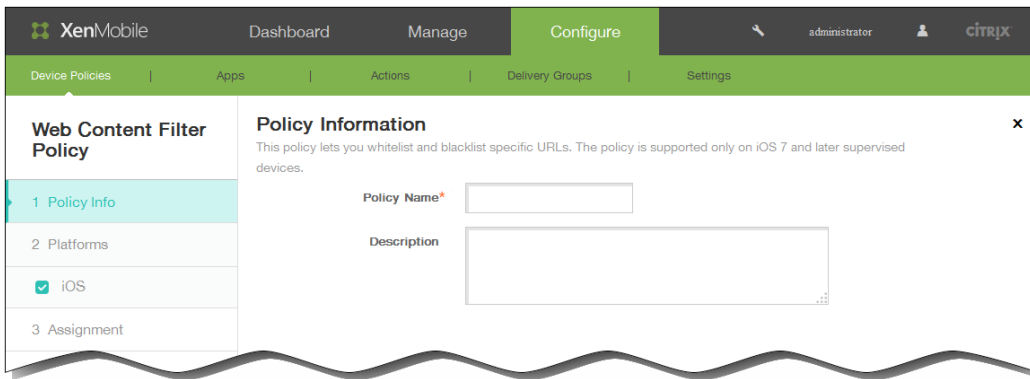 XenMobile Dashboard Manage Configure administrator CİTRIX
Device Policies | Apps | Actions | Delivery Groups | Settings
Web Content Filter
Policy
1 Policy Info
2 Platforms
iOS
3 Assignment
Policy Information
x
This policy lets you whitelist and blacklist specific URLs. The policy is supported only on iOS 7 and later supervised
devices.
Policy Name*
Description